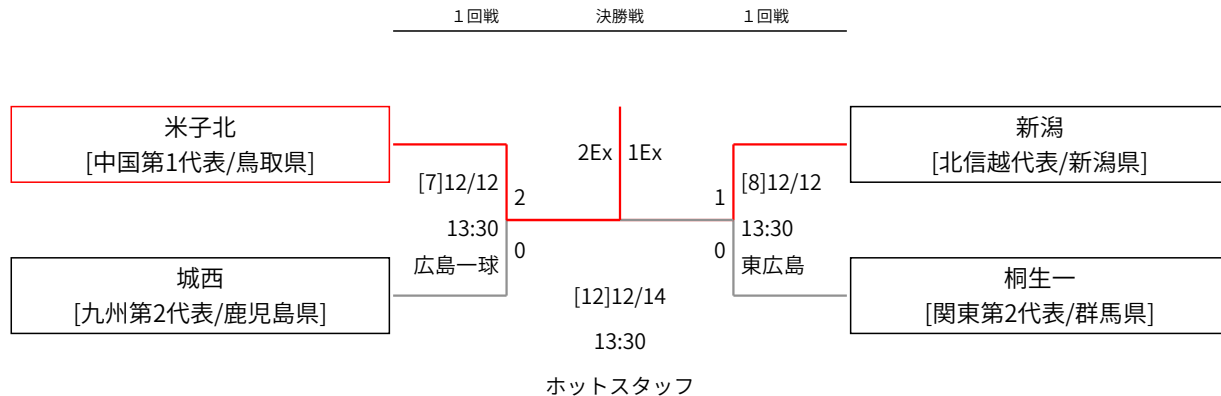 １回戦 決勝戦 １回戦
米子北
[中国第1代表/鳥取県]
新潟
[北信越代表/新潟県]
2Ex 1Ex
[7]12/12
2
13:30
0
広島一球
1
[8]12/12
13:30
0
東広島
城西
[九州第2代表/鹿児島県]
桐生一
[関東第2代表/群馬県]
[12]12/14
13:30
ホットスタッフ